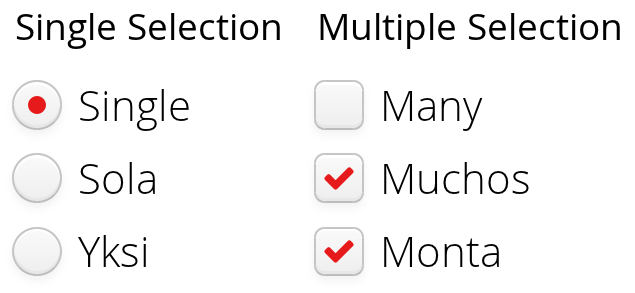 Single Selection
Single
Sola
Yksi
Multiple Selection
Many
Muchos
Monta